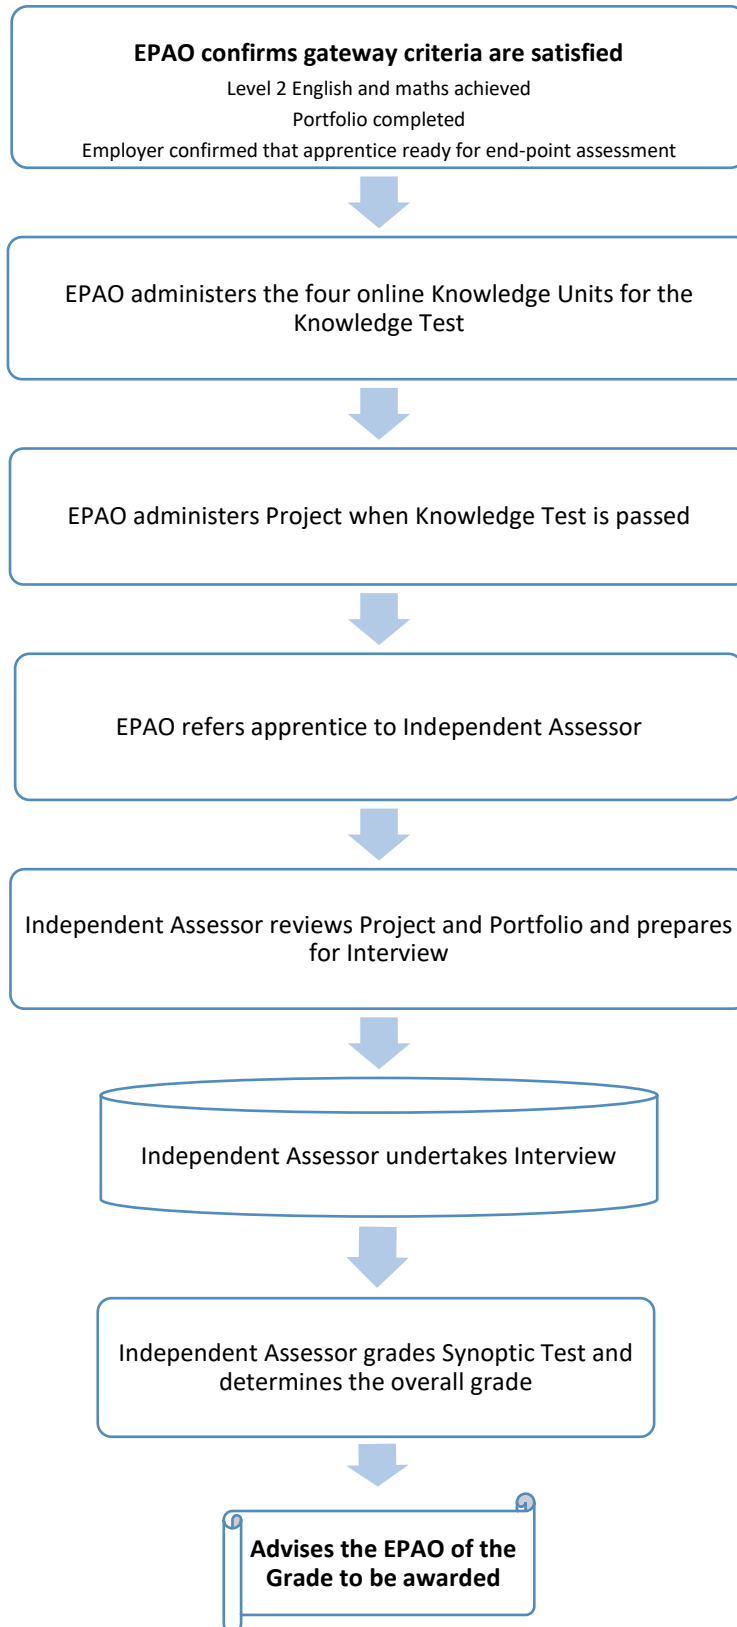 EPAO confirms gateway criteria are satisfied
Level 2 English and maths achieved
Portfolio completed
Employer confirmed that apprentice ready for end-point assessment
EPAO administers the four online Knowledge Units for the
Knowledge Test
EPAO administers Project when Knowledge Test is passed
EPAO refers apprentice to Independent Assessor
Independent Assessor reviews Project and Portfolio and prepares
for Interview
Independent Assessor undertakes Interview
Independent Assessor grades Synoptic Test and
determines the overall grade
Advises the EPAO of the
Grade to be awarded